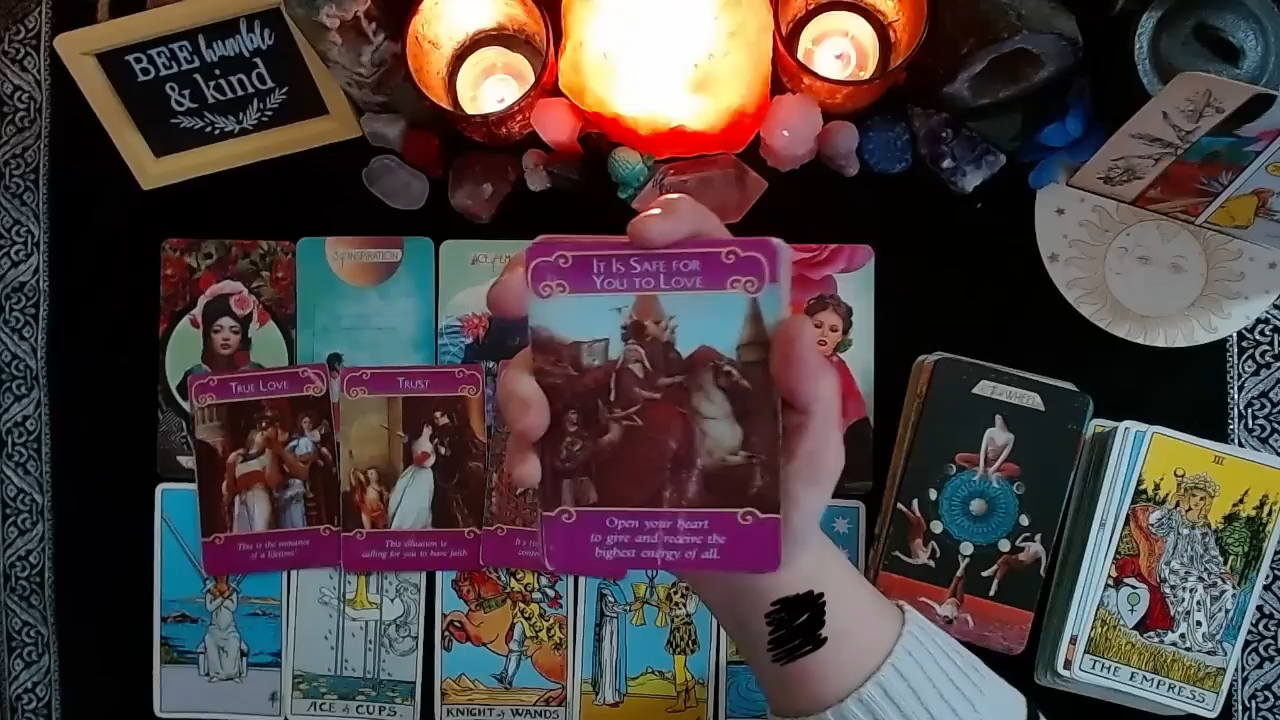 BEE humble
& kind
INSPIRATION
ACE of
IT IS SAFE FOR
YOU TO LOVE
THE WHEEL
TRUE LOVE
TRUST
Open your heart
to give and receive the
highest energy of all.
This is the romance
of a lifetime!
This situation is
calling for you to have faith
III
THE EMPRESS
ACE of CUPS.
KNIGHT of WANDS